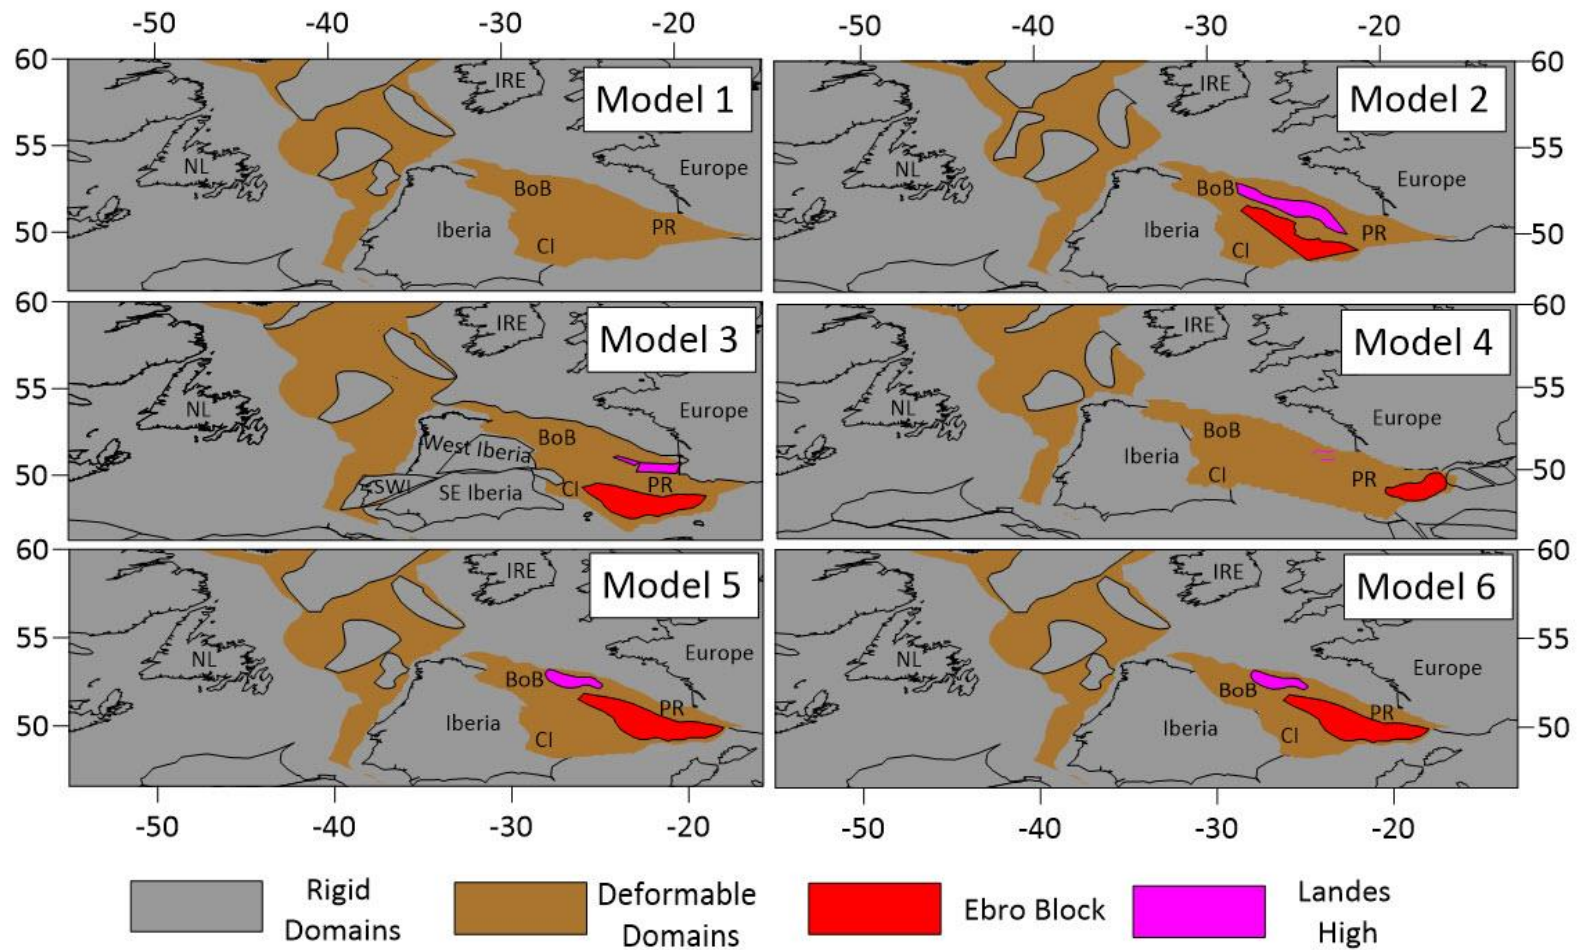 -50 -40 -30 -20 -50 -40 -30 -20
60 IRE Model 1 IRE Model 2 60
55 NL Europe NL Europe 55
BoB BoB
50 Iberia CI PR Iberia CI PR 50
60 IRE Model 3 IRE Model 4 60
55 NL Europe NL Europe 55
West Iberia BoB BoB
50 SWI SE Iberia CI PR Iberia CI PR 50
60 IRE Model 5 IRE Model 6 60
55 NL Europe NL Europe 55
BoB PR BoB PR
50 Iberia CI Iberia CI 50
-50 -40 -30 -20 -50 -40 -30 -20
Rigid
Domains
Deformable
Domains
Ebro Block
Landes
High